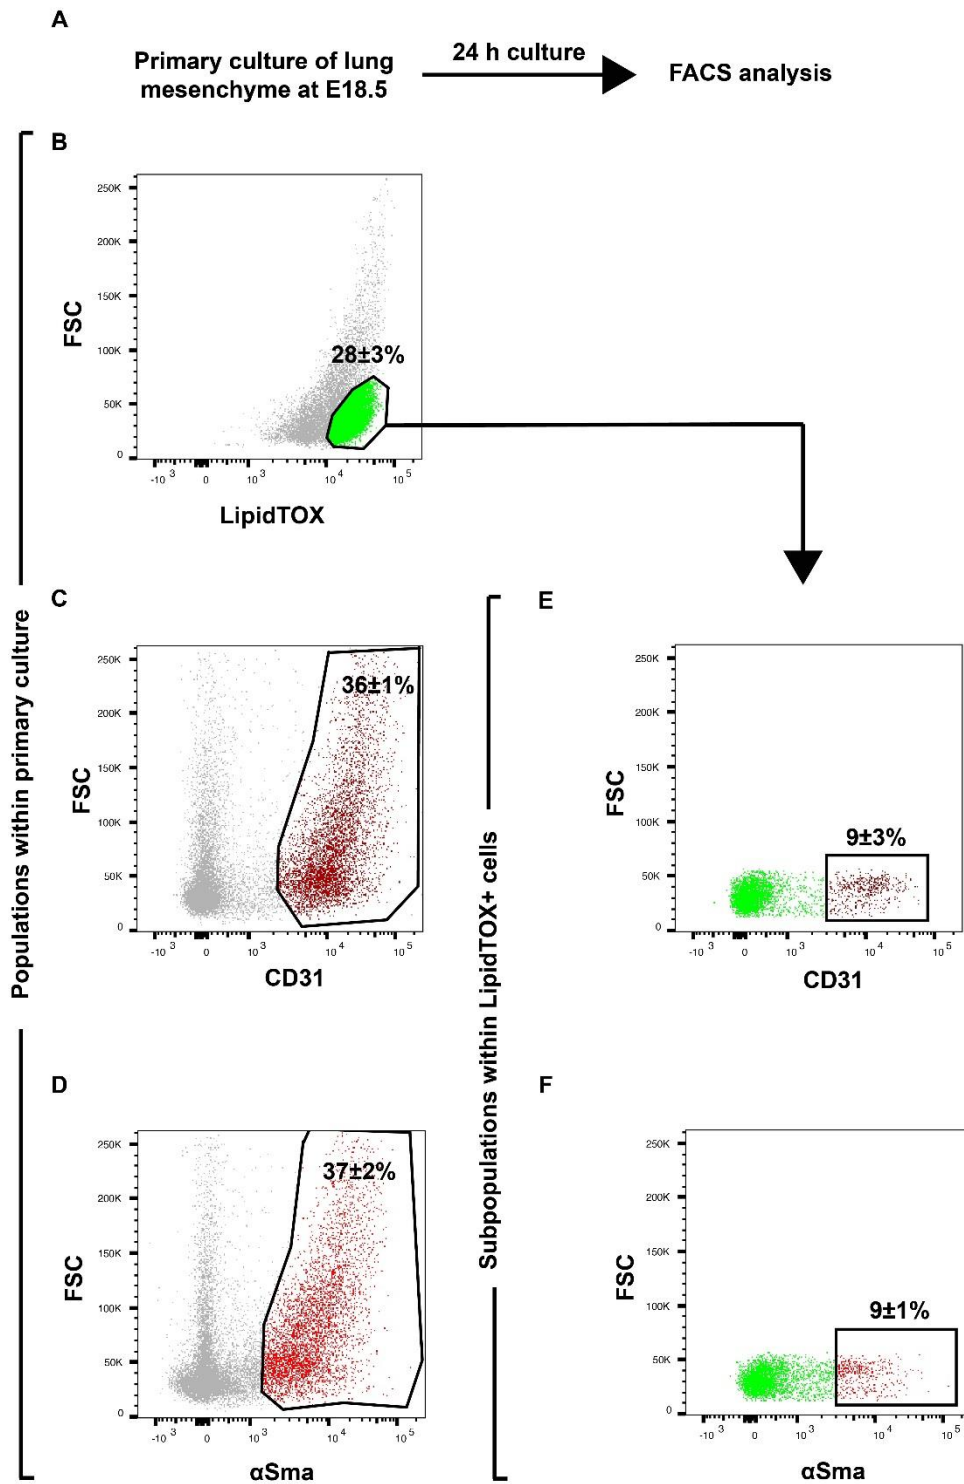 A
Primary culture of lung
mesenchyme at E18.5
24 h culture
FACS analysis
Populations within primary culture
B
250K
200K
150K
100K
50K
0
FSC
28±3%
-10 3 0 10 3 10 4 10 5
LipidTOX
C
250K
200K
150K
100K
50K
0
FSC
36±1%
-10 3 0 10 3 10 4 10 5
CD31
D
250K
200K
150K
100K
50K
0
FSC
37±2%
-10 3 0 10 3 10 4 10 5
αSma
Subpopulations within LipidTOX+ cells
E
250K
200K
150K
100K
50K
0
FSC
9±3%
-10 3 0 10 3 10 4 10 5
CD31
F
250K
200K
150K
100K
50K
0
FSC
9±1%
-10 3 0 10 3 10 4 10 5
αSma